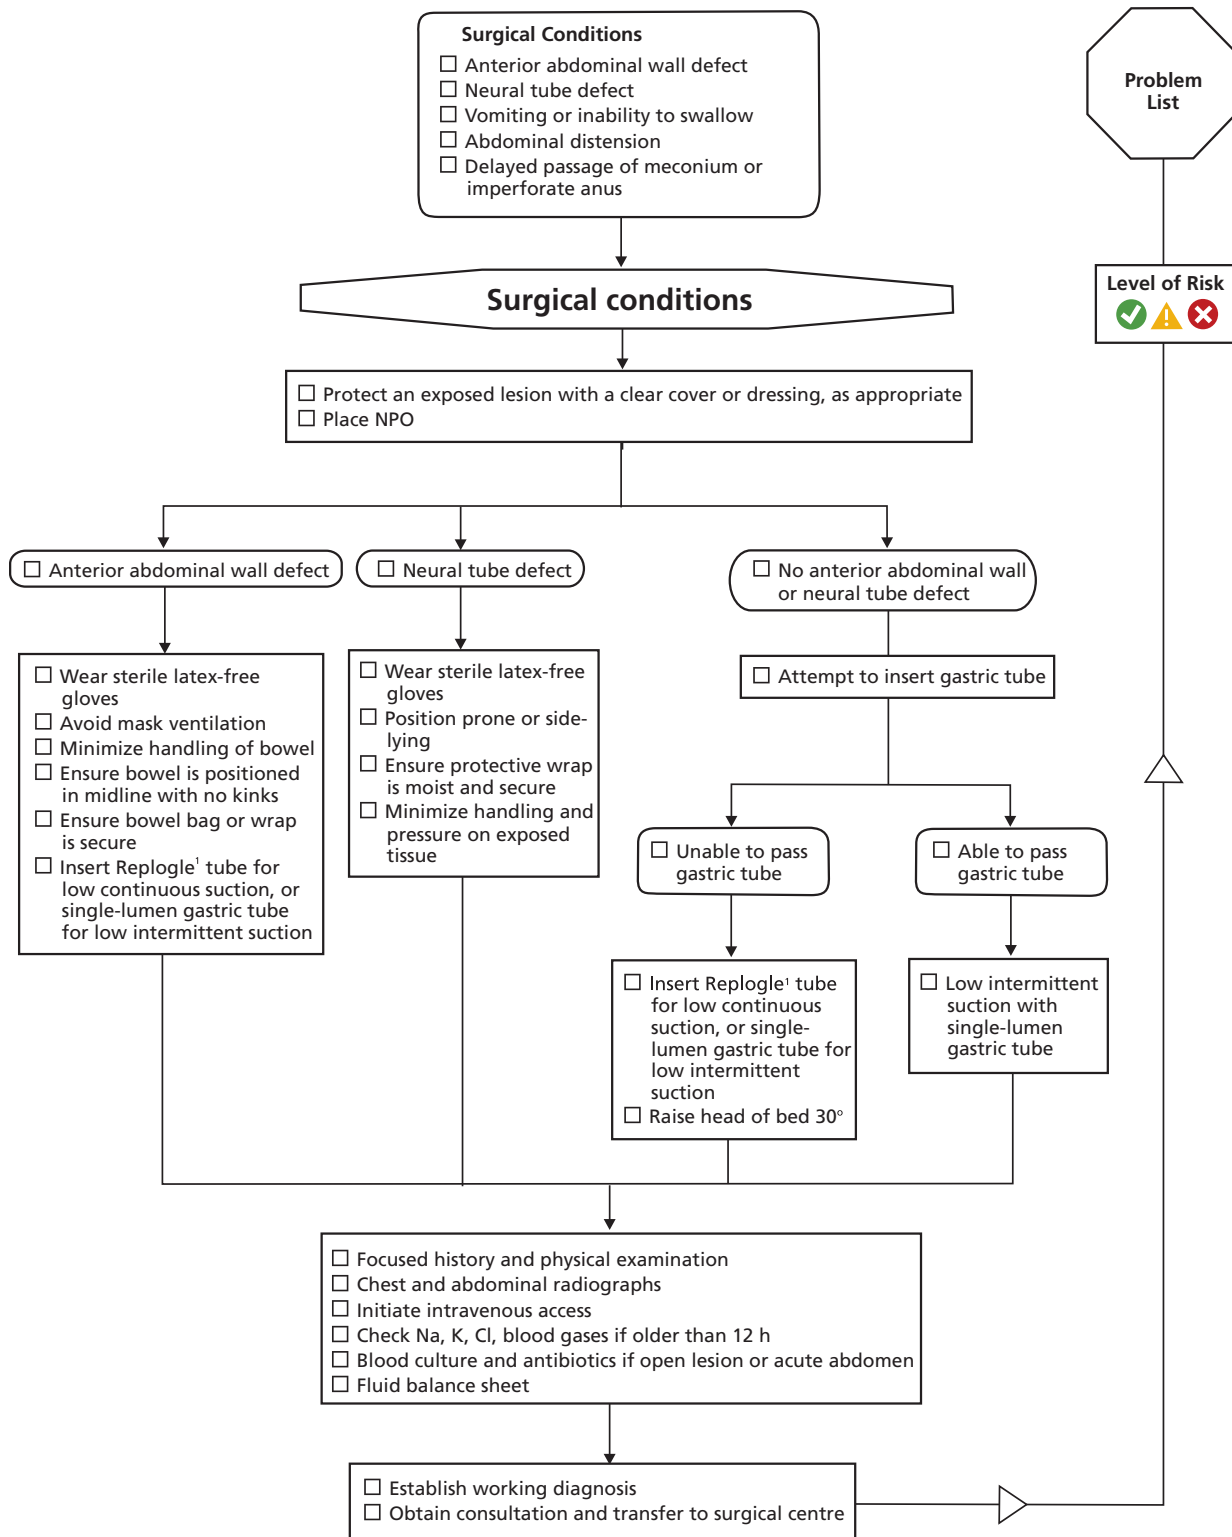 Surgical Conditions
Anterior abdominal wall defect
Neural tube defect
Vomiting or inability to swallow
Abdominal distension
Delayed passage of meconium or
imperforate anus
Problem
List
Level of Risk
Surgical conditions
Protect an exposed lesion with a clear cover or dressing, as appropriate
Place NPO
Anterior abdominal wall defect
Neural tube defect
No anterior abdominal wall
or neural tube defect
Wear sterile latex-free
gloves
Avoid mask ventilation
Minimize handling of bowel
Ensure bowel is positioned
in midline with no kinks
Ensure bowel bag or wrap
is secure
Insert Replogle¹ tube for
low continuous suction, or
single-lumen gastric tube
for low intermittent suction
Wear sterile latex-free
gloves
Position prone or side-
lying
Ensure protective wrap
is moist and secure
Minimize handling and
pressure on exposed
tissue
Attempt to insert gastric tube
Unable to pass
gastric tube
Able to pass
gastric tube
Insert Replogle¹ tube
for low continuous
suction, or single-
lumen gastric tube for
low intermittent
suction
Raise head of bed 30°
Low intermittent
suction with
single-lumen
gastric tube
Focused history and physical examination
Chest and abdominal radiographs
Initiate intravenous access
Check Na, K, Cl, blood gases if older than 12 h
Blood culture and antibiotics if open lesion or acute abdomen
Fluid balance sheet
Establish working diagnosis
Obtain consultation and transfer to surgical centre